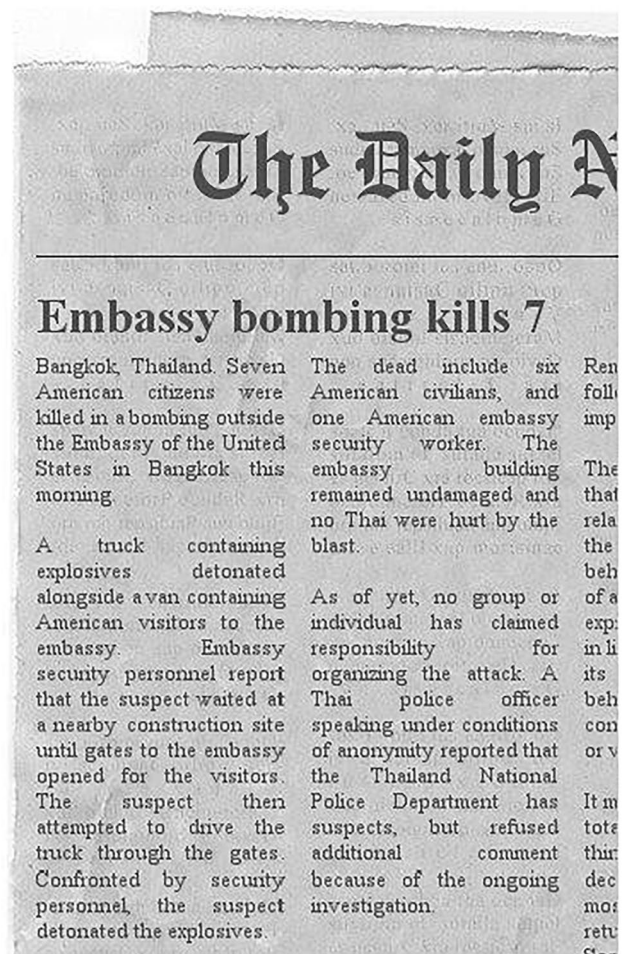 The Daily
Embassy bombing kills 7
Bangkok, Thailand. Seven
American citizens were
killed in a bombing outside
the Embassy of the United
States in Bangkok this
morning.
A truck containing
explosives detonated
alongside a van containing
American visitors to the
embassy. Embassy
security personnel report
that the suspect waited at
a nearby construction site
until gates to the embassy
opened for the visitors.
The suspect then
attempted to drive the
truck through the gates.
Confronted by security
personnel, the suspect
detonated the explosives.
The dead include six
American civilians, and
one American embassy
security worker. The
embassy building
remained undamaged and
no Thai were hurt by the
blast.
As of yet, no group or
individual has claimed
responsibility for
organizing the attack. A
Thai police officer
speaking under conditions
of anonymity reported that
the Thailand National
Police Department has
suspects, but refused
additional comment
because of the ongoing
investigation.
The
the
of a
its
or